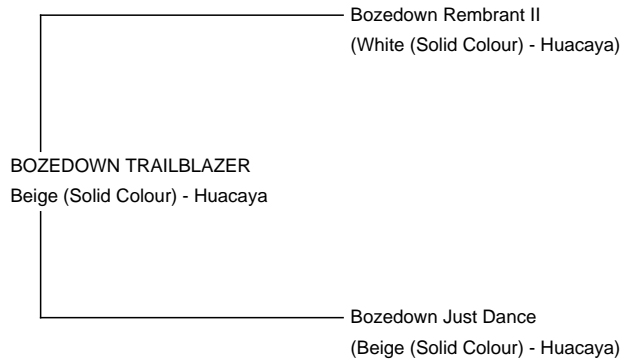 Bozedown Rembrant II
(White (Solid Colour) - Huacaya)
BOZEDOWN TRAILBLAZER
Beige (Solid Colour) - Huacaya
Bozedown Just Dance
(Beige (Solid Colour) - Huacaya)